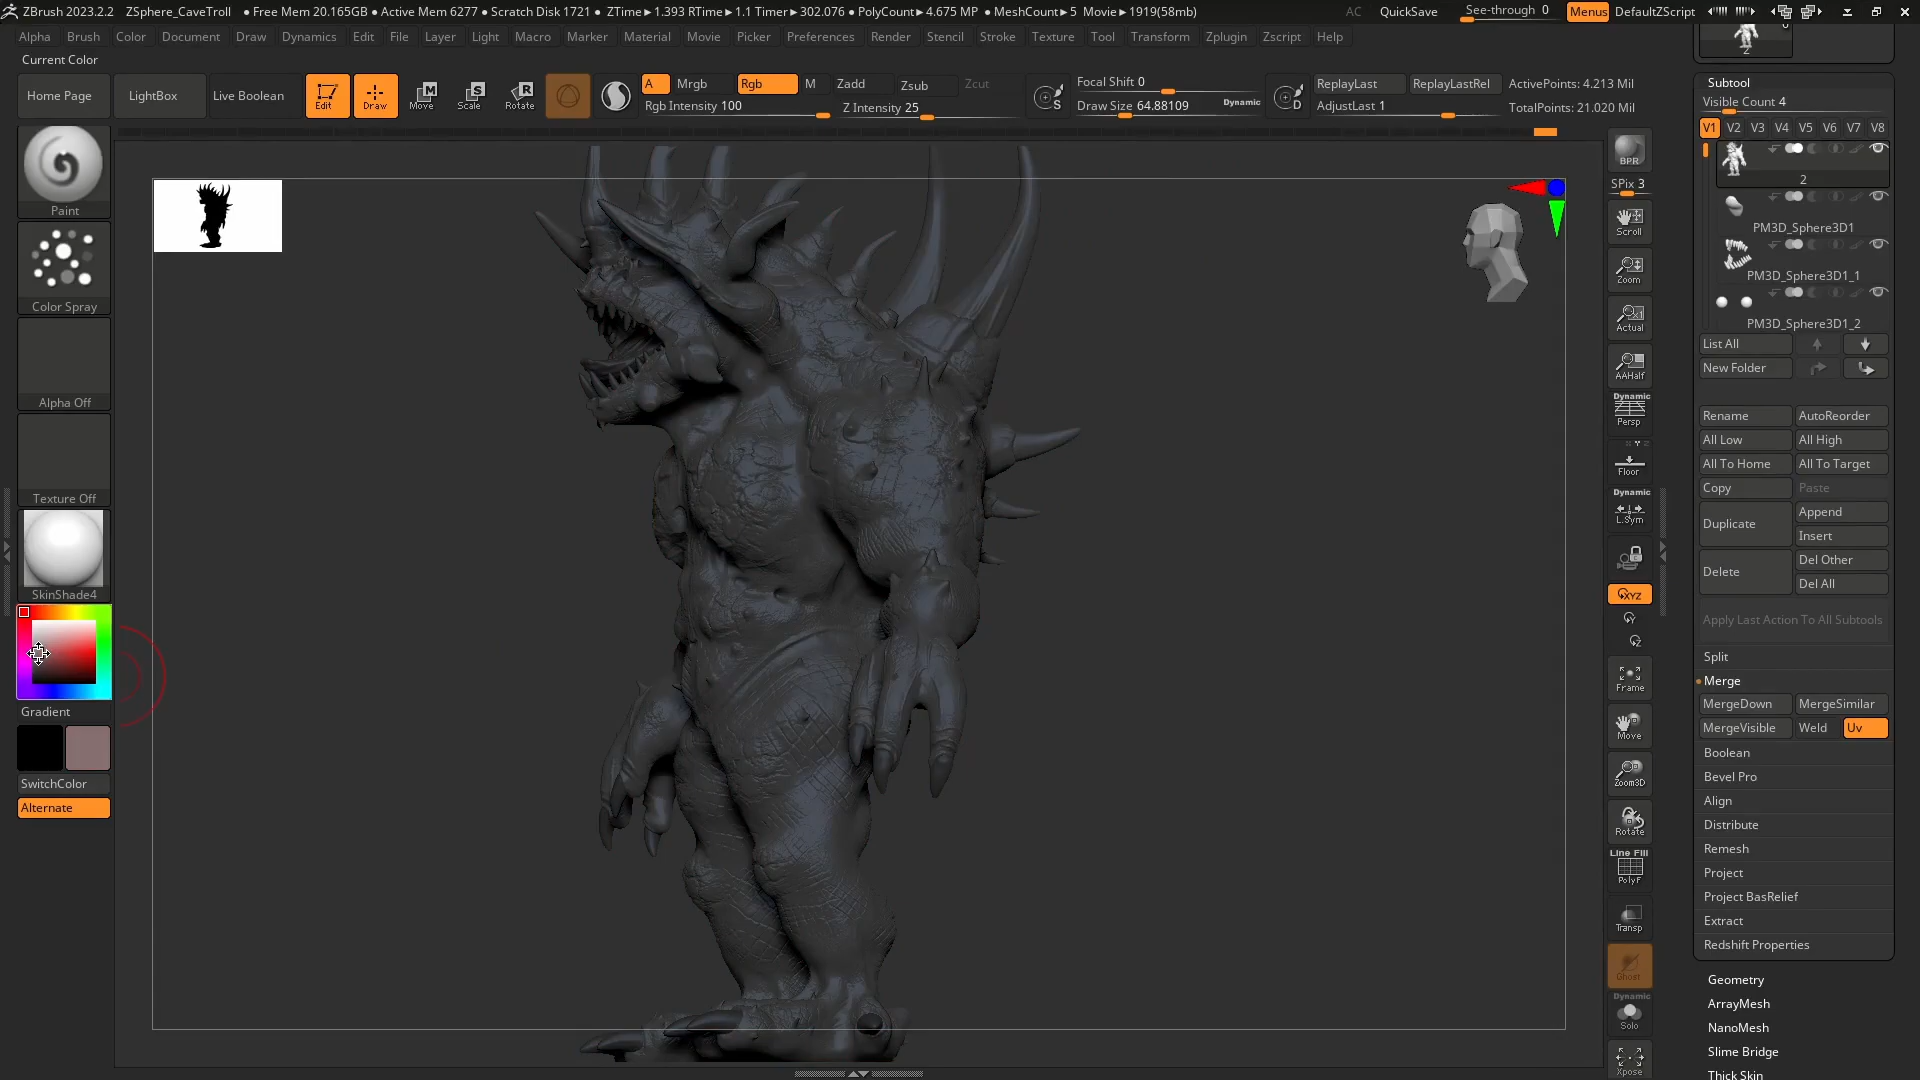 ZBrush 2023.2.2 ZSphere_CaveTroll ● Free Mem 20.165GB ● Active Mem 6277 ● Scratch Disk 1721 ● ZTime►1.393 RTime►1.1 Timer►302.076 ● PolyCount►4.675 MP ● MeshCount►5 Movie►1919(58mb) AC QuickSave See-through 0 Menus DefaultZScript
Alpha Brush Color Document Draw Dynamics Edit File Layer Light Macro Marker Material Movie Picker Preferences Render Stencil Stroke Texture Tool Transform Zplugin Zscript Help
Current Color
Home Page LightBox Live Boolean Edit Draw Move Scale Rotate
A Mrgb Rgb M Zadd Zsub Zcut
Rgb Intensity 100 Z Intensity 25
Focal Shift 0
Draw Size 64.88109 Dynamic
ReplayLast ReplayLastRel ActivePoints: 4.213 Mil
AdjustLast 1 TotalPoints: 21.020 Mil
Paint
Color Spray
Alpha Off
Texture Off
SkinShade4
Gradient
SwitchColor
Alternate
BPR
SPix 3
Scroll
Zoom
Actual
AAHalf
Dynamic
Persp
Floor
Dynamic
L.Sym
XYZ
Frame
Move
Zoom3D
Rotate
Line Fill
PolyF
Transp
Ghost
Dynamic
Solo
Xpose
Subtool
Visible Count 4
V1 V2 V3 V4 V5 V6 V7 V8
2
PM3D_Sphere3D1
PM3D_Sphere3D1_1
PM3D_Sphere3D1_2
List All
New Folder
Rename AutoReorder
All Low All High
All To Home All To Target
Copy Paste
Duplicate Append
Insert
Delete Del Other
Del All
Apply Last Action To All Subtools
Split
Merge
MergeDown MergeSimilar
MergeVisible Weld Uv
Boolean
Bevel Pro
Align
Distribute
Remesh
Project
Project BasRelief
Extract
Redshift Properties
Geometry
ArrayMesh
NanoMesh
Slime Bridge
Thick Skin